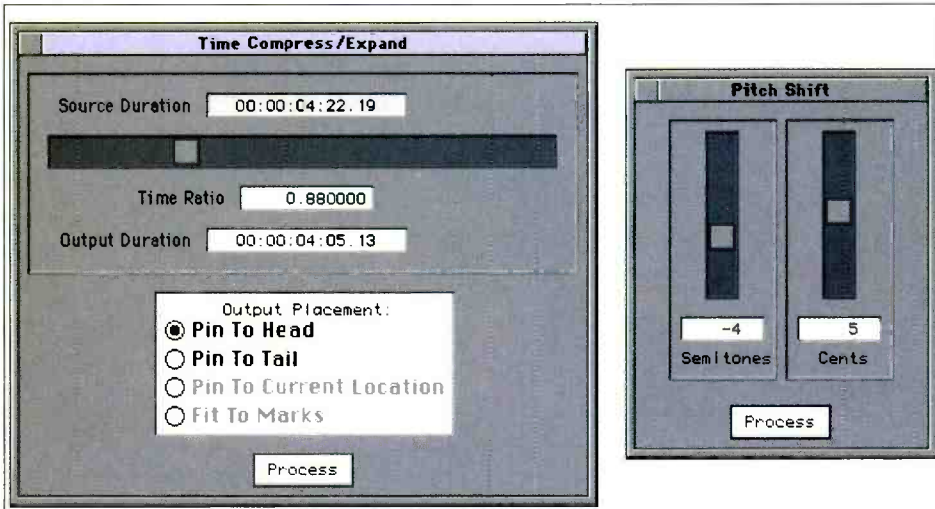 Time Compress/Expand
Source Duration 00:00:04:22.19
Time Ratio 0.880000
Output Duration 00:00:04:05.13
Output Placement:
Pin To Head
Pin To Tail
Pin To Current Location
Fit To Marks
Process
Pitch Shift
-4 5
Semitones Cents
Process